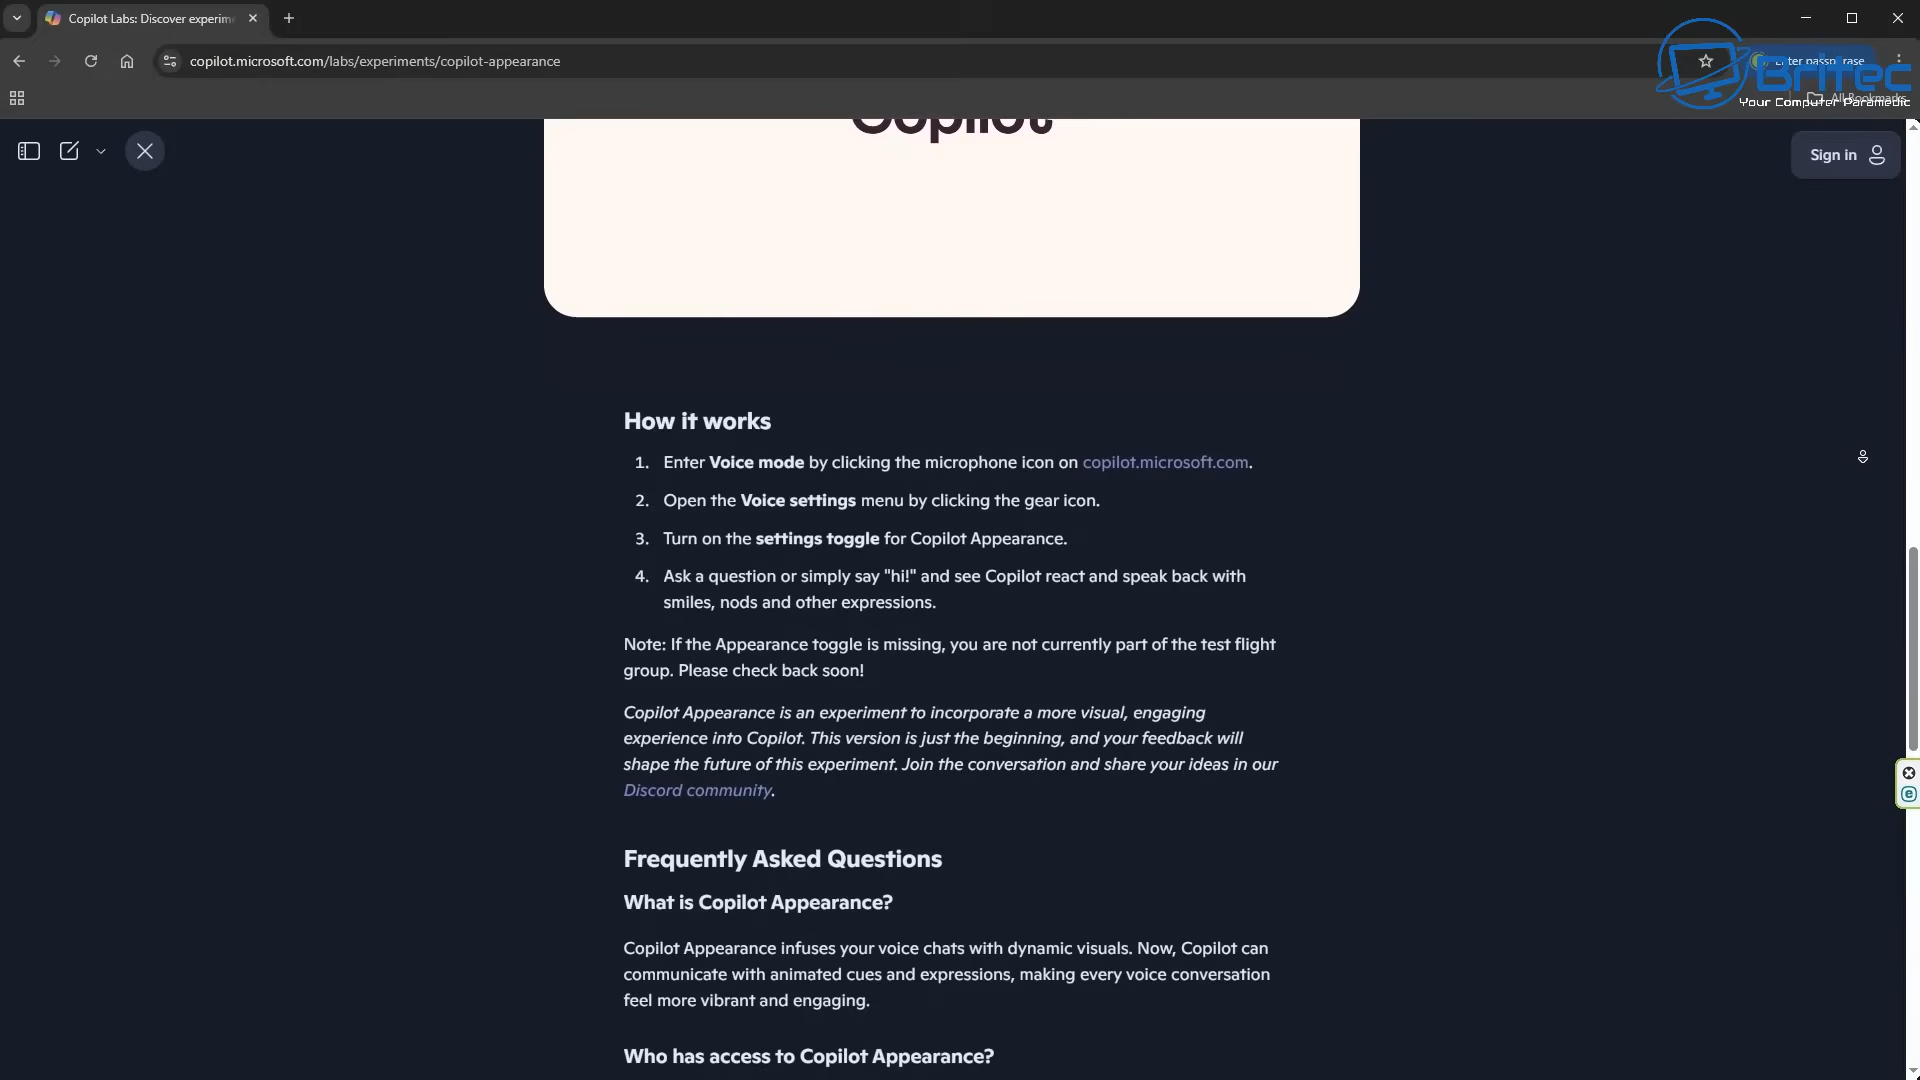 Copilot Labs: Discover experim
copilot.microsoft.com/labs/experiments/copilot-appearance
Britec
Your Computer Paramedic
All Bookmarks
Sign in
Copilot
How it works
1. Enter Voice mode by clicking the microphone icon on copilot.microsoft.com.
2. Open the Voice settings menu by clicking the gear icon.
3. Turn on the settings toggle for Copilot Appearance.
4. Ask a question or simply say "hi!" and see Copilot react and speak back with
smiles, nods and other expressions.
Note: If the Appearance toggle is missing, you are not currently part of the test flight
group. Please check back soon!
Copilot Appearance is an experiment to incorporate a more visual, engaging
experience into Copilot. This version is just the beginning, and your feedback will
shape the future of this experiment. Join the conversation and share your ideas in our
Discord community.
Frequently Asked Questions
What is Copilot Appearance?
Copilot Appearance infuses your voice chats with dynamic visuals. Now, Copilot can
communicate with animated cues and expressions, making every voice conversation
feel more vibrant and engaging.
Who has access to Copilot Appearance?